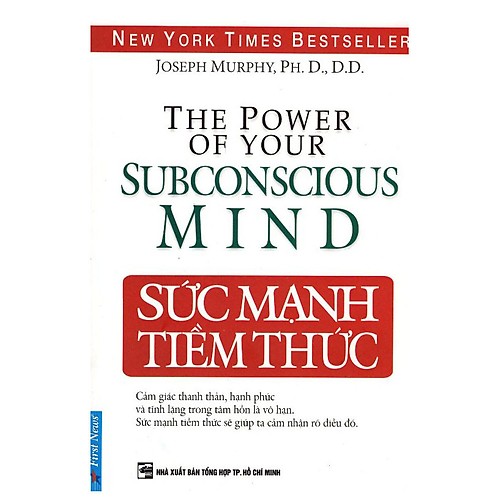 NEW YORK TIMES BESTSELLER
JOSEPH MURPHY, PH. D., D.D.
THE POWER
OF YOUR
SUBCONSCIOUS
MIND
SỨC MẠNH
TIỀM THỨC
Cảm giác thanh thản, hạnh phúc
và tĩnh lặng trong tâm hồn là vô hạn.
Sức mạnh tiềm thức sẽ giúp ta cảm nhận rõ điều đó.
First News
NHÀ XUẤT BẢN TỔNG HỢP TP. HỒ CHÍ MINH